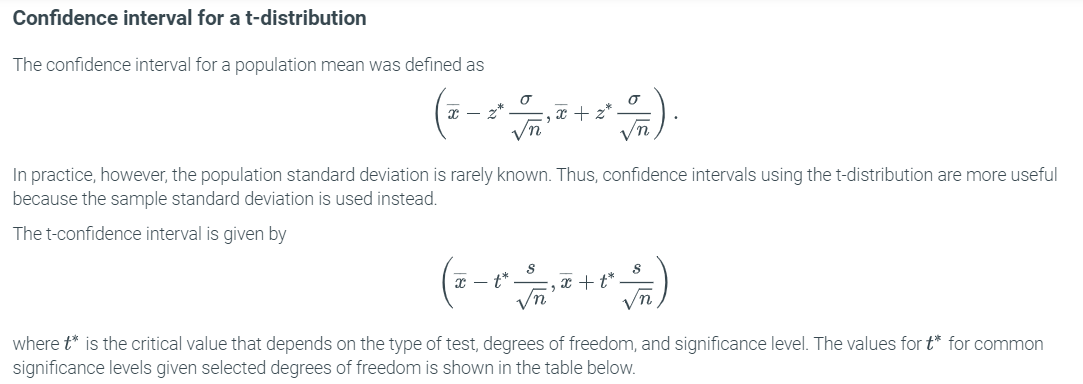 Confidence interval for a t-distribution
The confidence interval for a population mean was defined as
(x̄ − z* σ/√n, x̄ + z* σ/√n).
In practice, however, the population standard deviation is rarely known. Thus, confidence intervals using the t-distribution are more useful
because the sample standard deviation is used instead.
The t-confidence interval is given by
(x̄ − t* s/√n, x̄ + t* s/√n)
where t* is the critical value that depends on the type of test, degrees of freedom, and significance level. The values for t* for common
significance levels given selected degrees of freedom is shown in the table below.